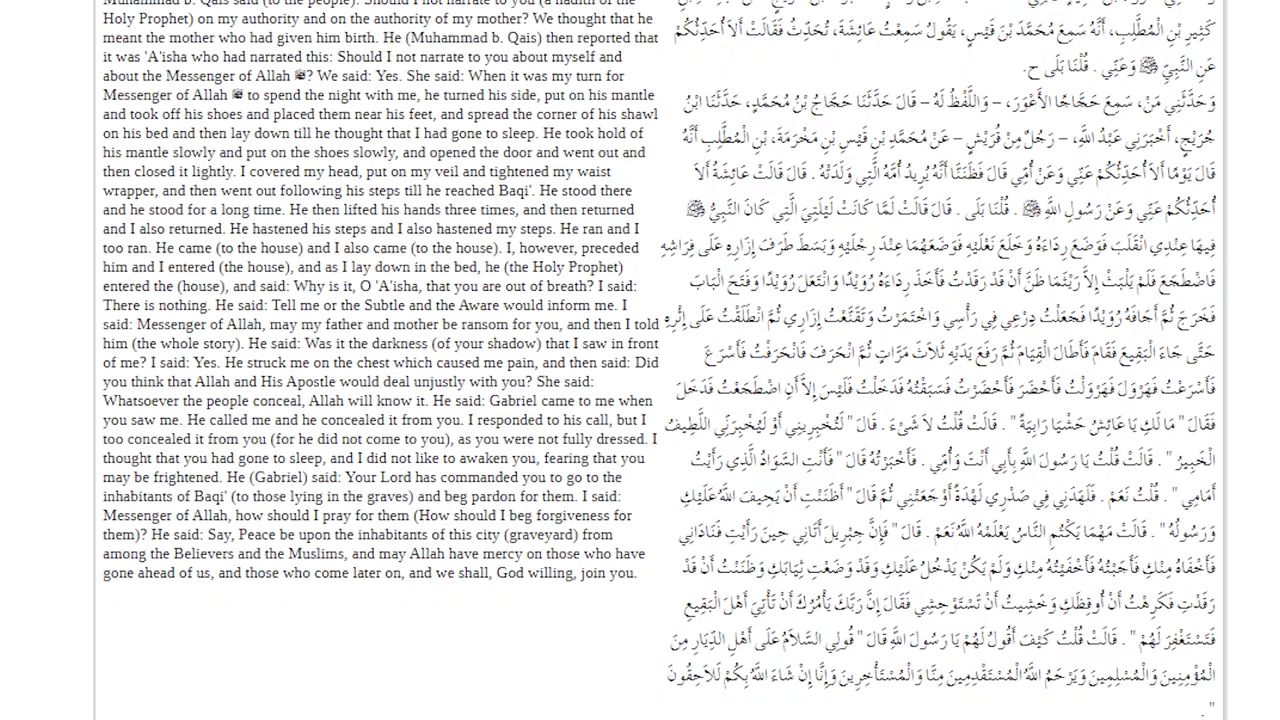 Muhammad b. Qais said (to the people): Should I not narrate to you (a hadith of the
Holy Prophet) on my authority and on the authority of my mother? We thought that he
meant the mother who had given him birth. He (Muhammad b. Qais) then reported that
it was 'A'isha who had narrated this: Should I not narrate to you about myself and
about the Messenger of Allah ﷺ? We said: Yes. She said: When it was my turn for
Messenger of Allah ﷺ to spend the night with me, he turned his side, put on his mantle
and took off his shoes and placed them near his feet, and spread the corner of his shawl
on his bed and then lay down till he thought that I had gone to sleep. He took hold of
his mantle slowly and put on the shoes slowly, and opened the door and went out and
then closed it lightly. I covered my head, put on my veil and tightened my waist
wrapper, and then went out following his steps till he reached Baqi'. He stood there
and he stood for a long time. He then lifted his hands three times, and then returned
and I also returned. He hastened his steps and I also hastened my steps. He ran and I
too ran. He came (to the house) and I also came (to the house). I, however, preceded
him and I entered (the house), and as I lay down in the bed, he (the Holy Prophet)
entered the (house), and said: Why is it, O 'A'isha, that you are out of breath? I said:
There is nothing. He said: Tell me or the Subtle and the Aware would inform me. I
said: Messenger of Allah, may my father and mother be ransom for you, and then I told
him (the whole story). He said: Was it the darkness (of your shadow) that I saw in front
of me? I said: Yes. He struck me on the chest which caused me pain, and then said: Did
you think that Allah and His Apostle would deal unjustly with you? She said:
Whatsoever the people conceal, Allah will know it. He said: Gabriel came to me when
you saw me. He called me and he concealed it from you. I responded to his call, but I
too concealed it from you (for he did not come to you), as you were not fully dressed. I
thought that you had gone to sleep, and I did not like to awaken you, fearing that you
may be frightened. He (Gabriel) said: Your Lord has commanded you to go to the
inhabitants of Baqi' (to those lying in the graves) and beg pardon for them. I said:
Messenger of Allah, how should I pray for them (How should I beg forgiveness for
them)? He said: Say, Peace be upon the inhabitants of this city (graveyard) from
among the Believers and the Muslims, and may Allah have mercy on those who have
gone ahead of us, and those who come later on, and we shall, God willing, join you.
كَثِيرِ بْنِ الْمُطَّلِبِ، أَنَّهُ سَمِعَ مُحَمَّدَ بْنَ قَيْسٍ، يَقُولُ سَمِعْتُ عَائِشَةَ، تُحَدِّثُ فَقَالَتْ أَلاَ أُحَدِّثُكُمْ
عَنِ النَّبِيِّ ﷺ وَعَنِّي . قُلْنَا بَلَى ح.
وَحَدَّثَنِي مَنْ، سَمِعَ حَجَّاجًا الأَعْوَرَ، – وَاللَّفْظُ لَهُ – قَالَ حَدَّثَنَا حَجَّاجُ بْنُ مُحَمَّدٍ، حَدَّثَنَا ابْنُ
جُرَيْجٍ، أَخْبَرَنِي عَبْدُ اللَّهِ، – رَجُلٌ مِنْ قُرَيْشٍ – عَنْ مُحَمَّدِ بْنِ قَيْسِ بْنِ مَخْرَمَةَ، بْنِ الْمُطَّلِبِ أَنَّهُ
قَالَ يَوْمًا أَلاَ أُحَدِّثُكُمْ عَنِّي وَعَنْ أُمِّي قَالَ فَظَنَنَّا أَنَّهُ يُرِيدُ أُمَّهُ الَّتِي وَلَدَتْهُ . قَالَ قَالَتْ عَائِشَةُ أَلاَ
أُحَدِّثُكُمْ عَنِّي وَعَنْ رَسُولِ اللَّهِ ﷺ . قُلْنَا بَلَى . قَالَ قَالَتْ لَمَّا كَانَتْ لَيْلَتِيَ الَّتِي كَانَ النَّبِيُّ ﷺ
فِيهَا عِنْدِي انْقَلَبَ فَوَضَعَ رِدَاءَهُ وَخَلَعَ نَعْلَيْهِ فَوَضَعَهُمَا عِنْدَ رِجْلَيْهِ وَبَسَطَ طَرَفَ إِزَارِهِ عَلَى فِرَاشِهِ
فَاضْطَجَعَ فَلَمْ يَلْبَثْ إِلاَّ رَيْثَمَا ظَنَّ أَنْ قَدْ رَقَدْتُ فَأَخَذَ رِدَاءَهُ رُوَيْدًا وَانْتَعَلَ رُوَيْدًا وَفَتَحَ الْبَابَ
فَخَرَجَ ثُمَّ أَجَافَهُ رُوَيْدًا فَجَعَلْتُ دِرْعِي فِي رَأْسِي وَاخْتَمَرْتُ وَتَقَنَّعْتُ إِزَارِي ثُمَّ انْطَلَقْتُ عَلَى إِثْرِهِ
حَتَّى جَاءَ الْبَقِيعَ فَقَامَ فَأَطَالَ الْقِيَامَ ثُمَّ رَفَعَ يَدَيْهِ ثَلاَثَ مَرَّاتٍ ثُمَّ انْحَرَفَ فَانْحَرَفْتُ فَأَسْرَعَ
فَأَسْرَعْتُ فَهَرْوَلَ فَهَرْوَلْتُ فَأَحْضَرَ فَأَحْضَرْتُ فَسَبَقْتُهُ فَدَخَلْتُ فَلَيْسَ إِلاَّ أَنِ اضْطَجَعْتُ فَدَخَلَ
فَقَالَ " مَا لَكِ يَا عَائِشُ حَشْيَا رَابِيَةً " . قَالَتْ قُلْتُ لاَ شَىْءَ . قَالَ " لَتُخْبِرِينِي أَوْ لَيُخْبِرَنِّي اللَّطِيفُ
الْخَبِيرُ " . قَالَتْ قُلْتُ يَا رَسُولَ اللَّهِ بِأَبِي أَنْتَ وَأُمِّي . فَأَخْبَرْتُهُ قَالَ " فَأَنْتِ السَّوَادُ الَّذِي رَأَيْتُ
أَمَامِي " . قُلْتُ نَعَمْ . فَلَهَدَنِي فِي صَدْرِي لَهْدَةً أَوْجَعَتْنِي ثُمَّ قَالَ " أَظَنَنْتِ أَنْ يَحِيفَ اللَّهُ عَلَيْكِ
وَرَسُولُهُ " . قَالَتْ مَهْمَا يَكْتُمِ النَّاسُ يَعْلَمْهُ اللَّهُ نَعَمْ . قَالَ " فَإِنَّ جِبْرِيلَ أَتَانِي حِينَ رَأَيْتِ فَنَادَانِي
فَأَخْفَاهُ مِنْكِ فَأَجَبْتُهُ فَأَخْفَيْتُهُ مِنْكِ وَلَمْ يَكُنْ يَدْخُلُ عَلَيْكِ وَقَدْ وَضَعْتِ ثِيَابَكِ وَظَنَنْتُ أَنْ قَدْ
رَقَدْتِ فَكَرِهْتُ أَنْ أُوقِظَكِ وَخَشِيتُ أَنْ تَسْتَوْحِشِي فَقَالَ إِنَّ رَبَّكَ يَأْمُرُكَ أَنْ تَأْتِيَ أَهْلَ الْبَقِيعِ
فَتَسْتَغْفِرَ لَهُمْ " . قَالَتْ قُلْتُ كَيْفَ أَقُولُ لَهُمْ يَا رَسُولَ اللَّهِ قَالَ " قُولِي السَّلاَمُ عَلَى أَهْلِ الدِّيَارِ مِنَ
الْمُؤْمِنِينَ وَالْمُسْلِمِينَ وَيَرْحَمُ اللَّهُ الْمُسْتَقْدِمِينَ مِنَّا وَالْمُسْتَأْخِرِينَ وَإِنَّا إِنْ شَاءَ اللَّهُ بِكُمْ لَلاَحِقُونَ
" .